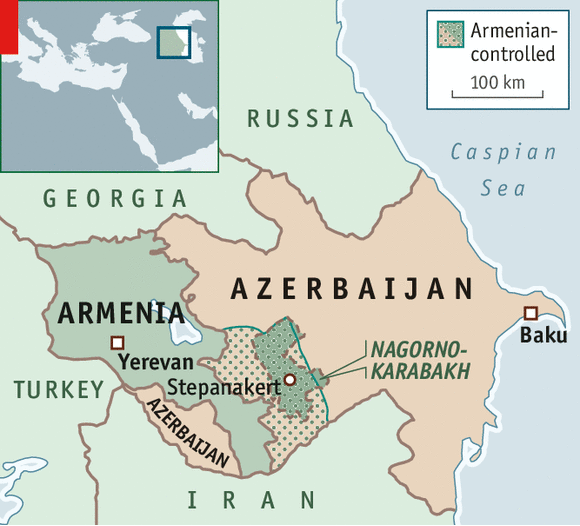 Armenian-
controlled
100 km
RUSSIA
Caspian
Sea
GEORGIA
AZERBAIJAN
ARMENIA
Baku
Yerevan
NAGORNO-
KARABAKH
TURKEY
Stepanakert
AZERBAIJAN
IRAN